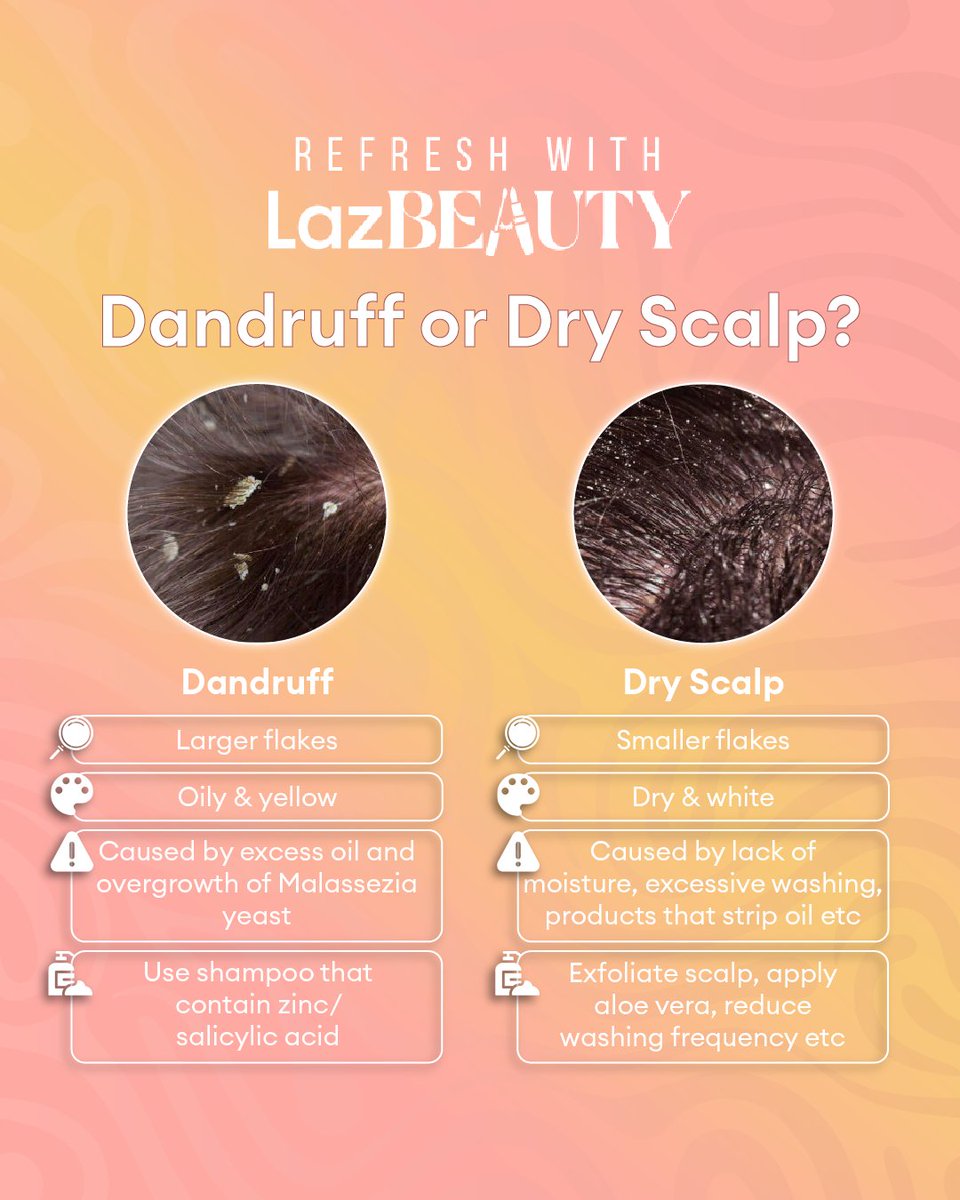 REFRESH WITH
LazBEAUTY
Dandruff or Dry Scalp?
Dandruff
Larger flakes
Oily & yellow
Caused by excess oil and
overgrowth of Malassezia
yeast
Use shampoo that
contain zinc/
salicylic acid
Dry Scalp
Smaller flakes
Dry & white
Caused by lack of
moisture, excessive washing,
products that strip oil etc
Exfoliate scalp, apply
aloe vera, reduce
washing frequency etc